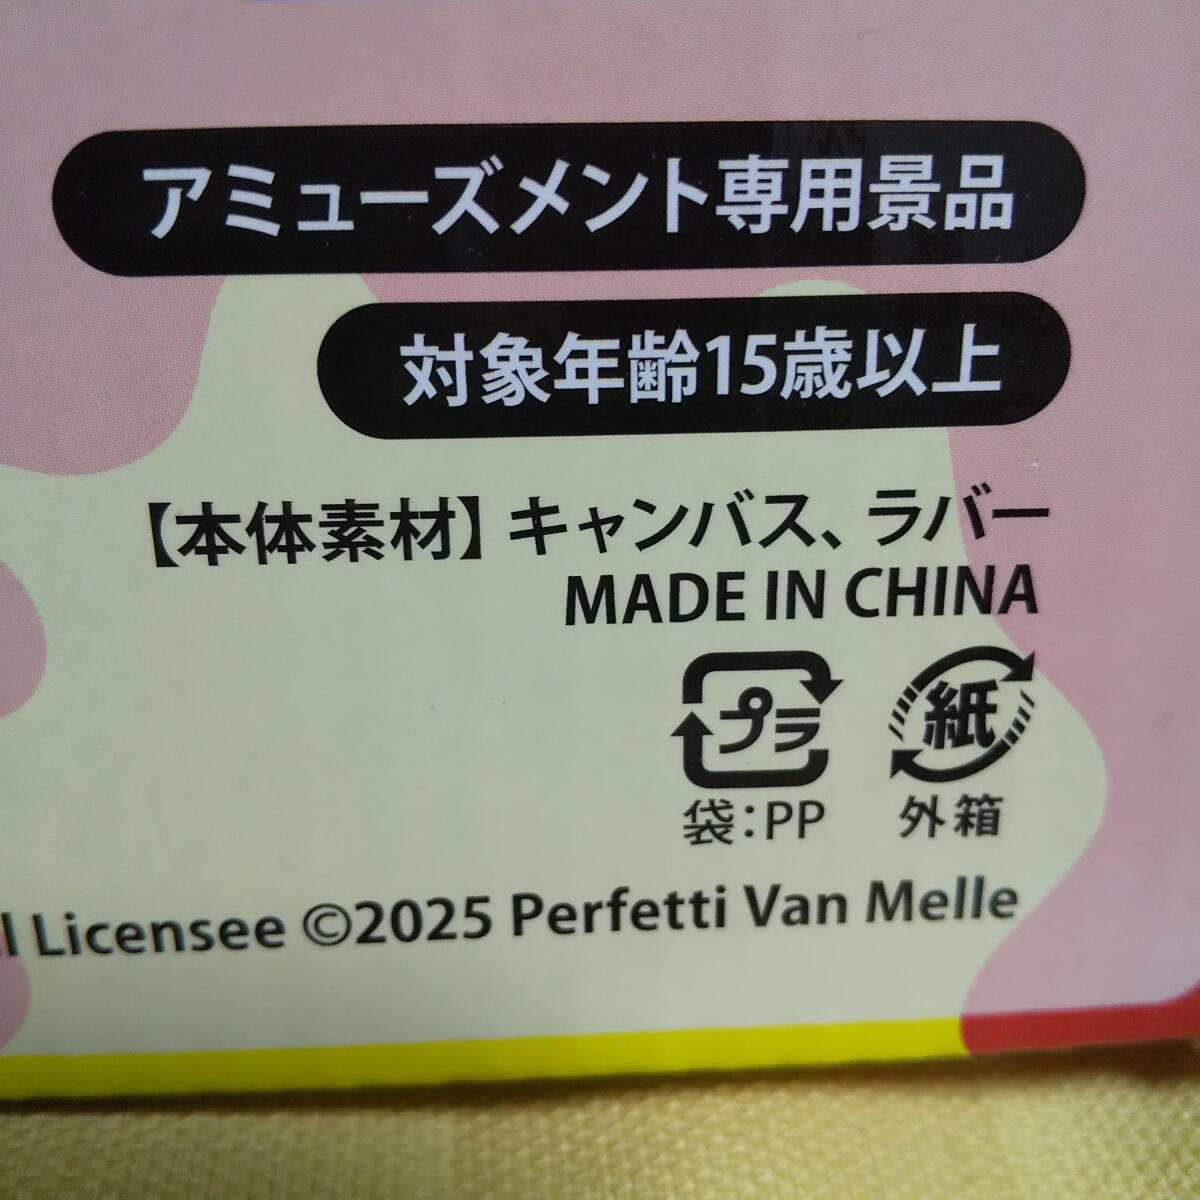 アミューズメント専用景品
対象年齢15歳以上
【本体素材】キャンバス、ラバー
MADE IN CHINA
プラ 紙
袋:PP 外箱
l Licensee ©2025 Perfetti Van Melle